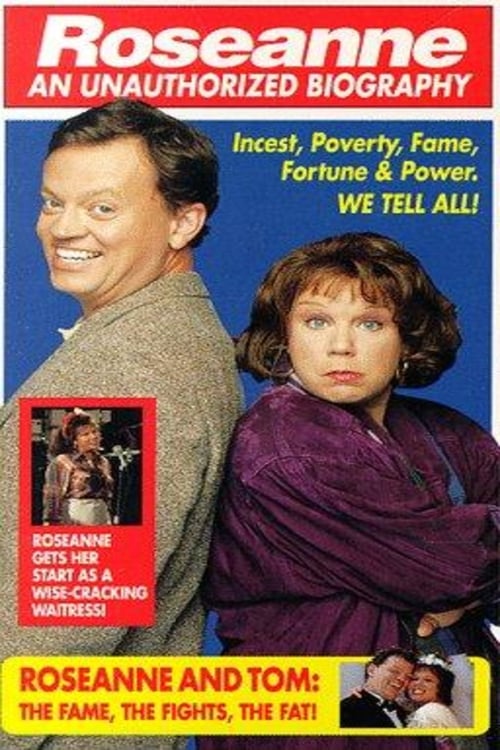 Roseanne
AN UNAUTHORIZED BIOGRAPHY
Incest, Poverty, Fame,
Fortune & Power.
WE TELL ALL!
ROSEANNE
GETS HER
START AS A
WISE-CRACKING
WAITRESS!
ROSEANNE AND TOM:
THE FAME, THE FIGHTS, THE FAT!